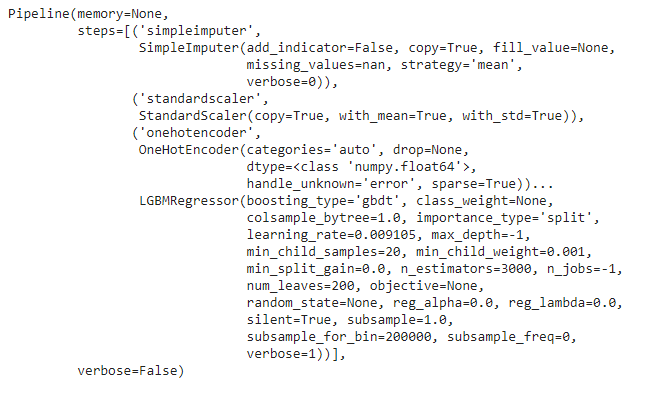 Pipeline(memory=None,
         steps=[('simpleimputer',
                 SimpleImputer(add_indicator=False, copy=True, fill_value=None,
                               missing_values=nan, strategy='mean',
                               verbose=0)),
                ('standardscaler',
                 StandardScaler(copy=True, with_mean=True, with_std=True)),
                ('onehotencoder',
                 OneHotEncoder(categories='auto', drop=None,
                               dtype=<class 'numpy.float64'>,
                               handle_unknown='error', sparse=True))...
                 LGBMRegressor(boosting_type='gbdt', class_weight=None,
                               colsample_bytree=1.0, importance_type='split',
                               learning_rate=0.009105, max_depth=-1,
                               min_child_samples=20, min_child_weight=0.001,
                               min_split_gain=0.0, n_estimators=3000, n_jobs=-1,
                               num_leaves=200, objective=None,
                               random_state=None, reg_alpha=0.0, reg_lambda=0.0,
                               silent=True, subsample=1.0,
                               subsample_for_bin=200000, subsample_freq=0,
                               verbose=1))],
         verbose=False)